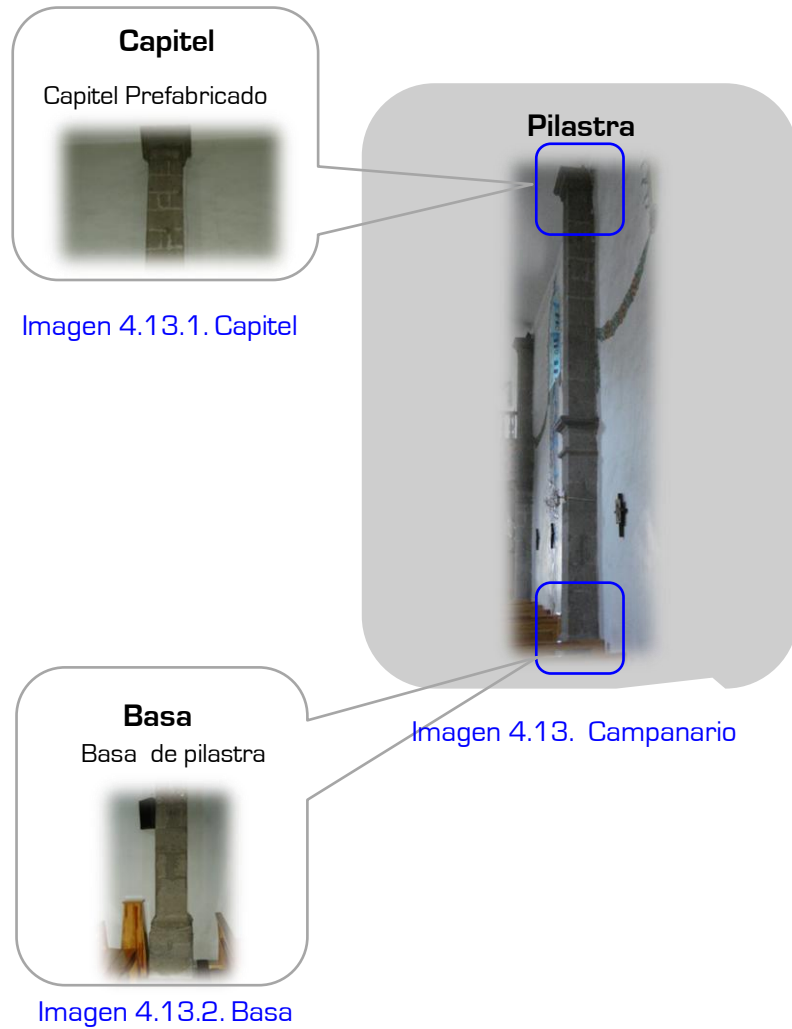 Capitel
Capitel Prefabricado
Imagen 4.13.1. Capitel
Pilastra
Imagen 4.13. Campanario
Basa
Basa de pilastra
Imagen 4.13.2. Basa